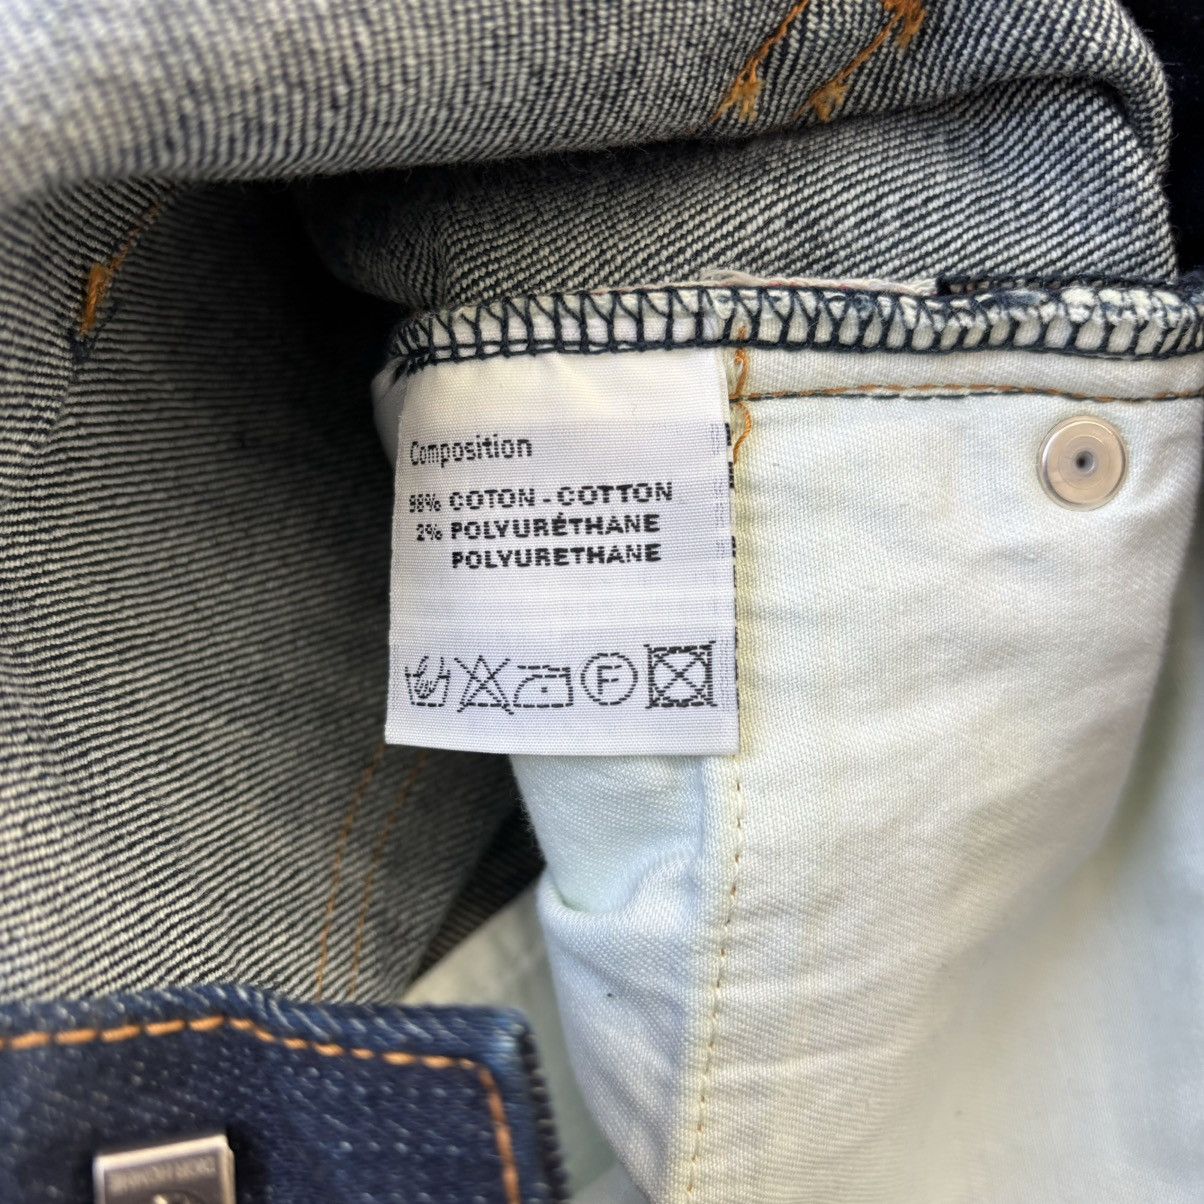 Composition
98% COTON - COTTON
2% POLYURÉTHANE
POLYURETHANE
F